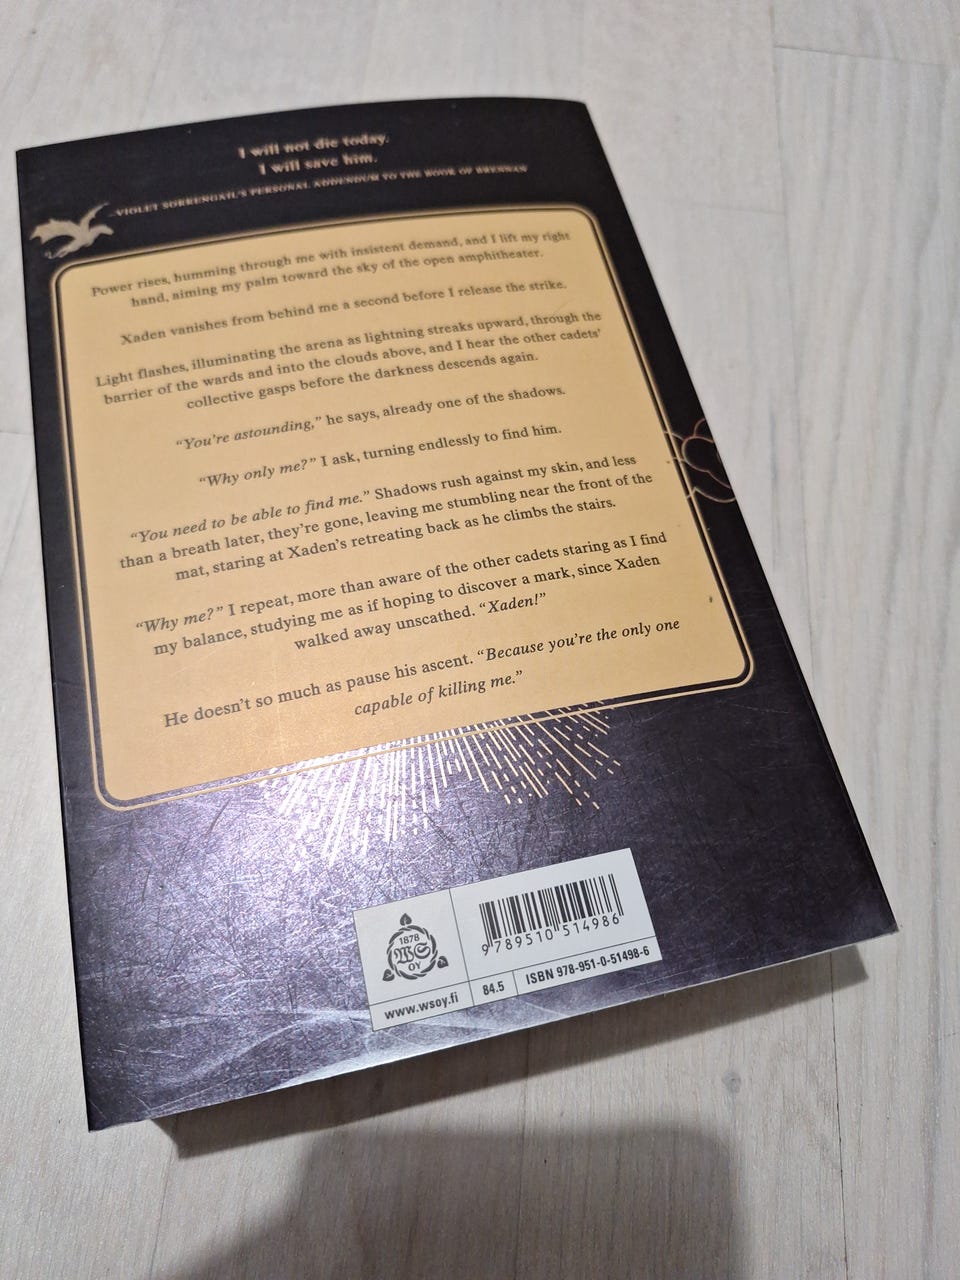 I will not die today.
I will save him.
—VIOLET SORRENGAIL'S PERSONAL ADDENDUM TO THE BOOK OF BRENNAN
Power rises, humming through me with insistent demand, and I lift my right
hand, aiming my palm toward the sky of the open amphitheater.
Xaden vanishes from behind me a second before I release the strike.
Light flashes, illuminating the arena as lightning streaks upward, through the
barrier of the wards and into the clouds above, and I hear the other cadets'
collective gasps before the darkness descends again.
“You're astounding,” he says, already one of the shadows.
“Why only me?” I ask, turning endlessly to find him.
“You need to be able to find me.” Shadows rush against my skin, and less
than a breath later, they're gone, leaving me stumbling near the front of the
mat, staring at Xaden's retreating back as he climbs the stairs.
“Why me?” I repeat, more than aware of the other cadets staring as I find
my balance, studying me as if hoping to discover a mark, since Xaden
walked away unscathed. “Xaden!”
He doesn't so much as pause his ascent. “Because you're the only one
capable of killing me.”
1878
WS
OY
www.wsoy.fi
84.5
9 789510 514986
ISBN 978-951-0-51498-6